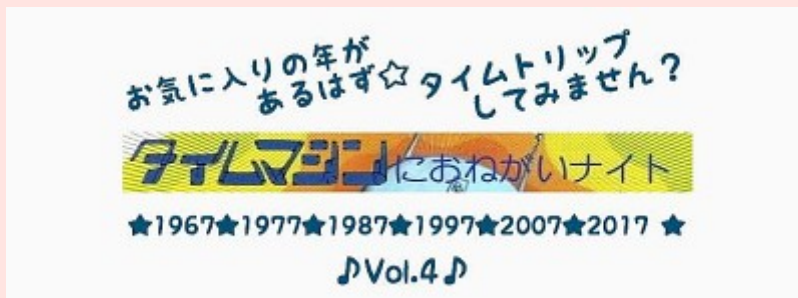 お気に入りの年が
あるはず☆タイムトリップ
してみません？
タイムマシンにおねがいナイト
★1967★1977★1987★1997★2007★2017 ★
♪Vol.4♪